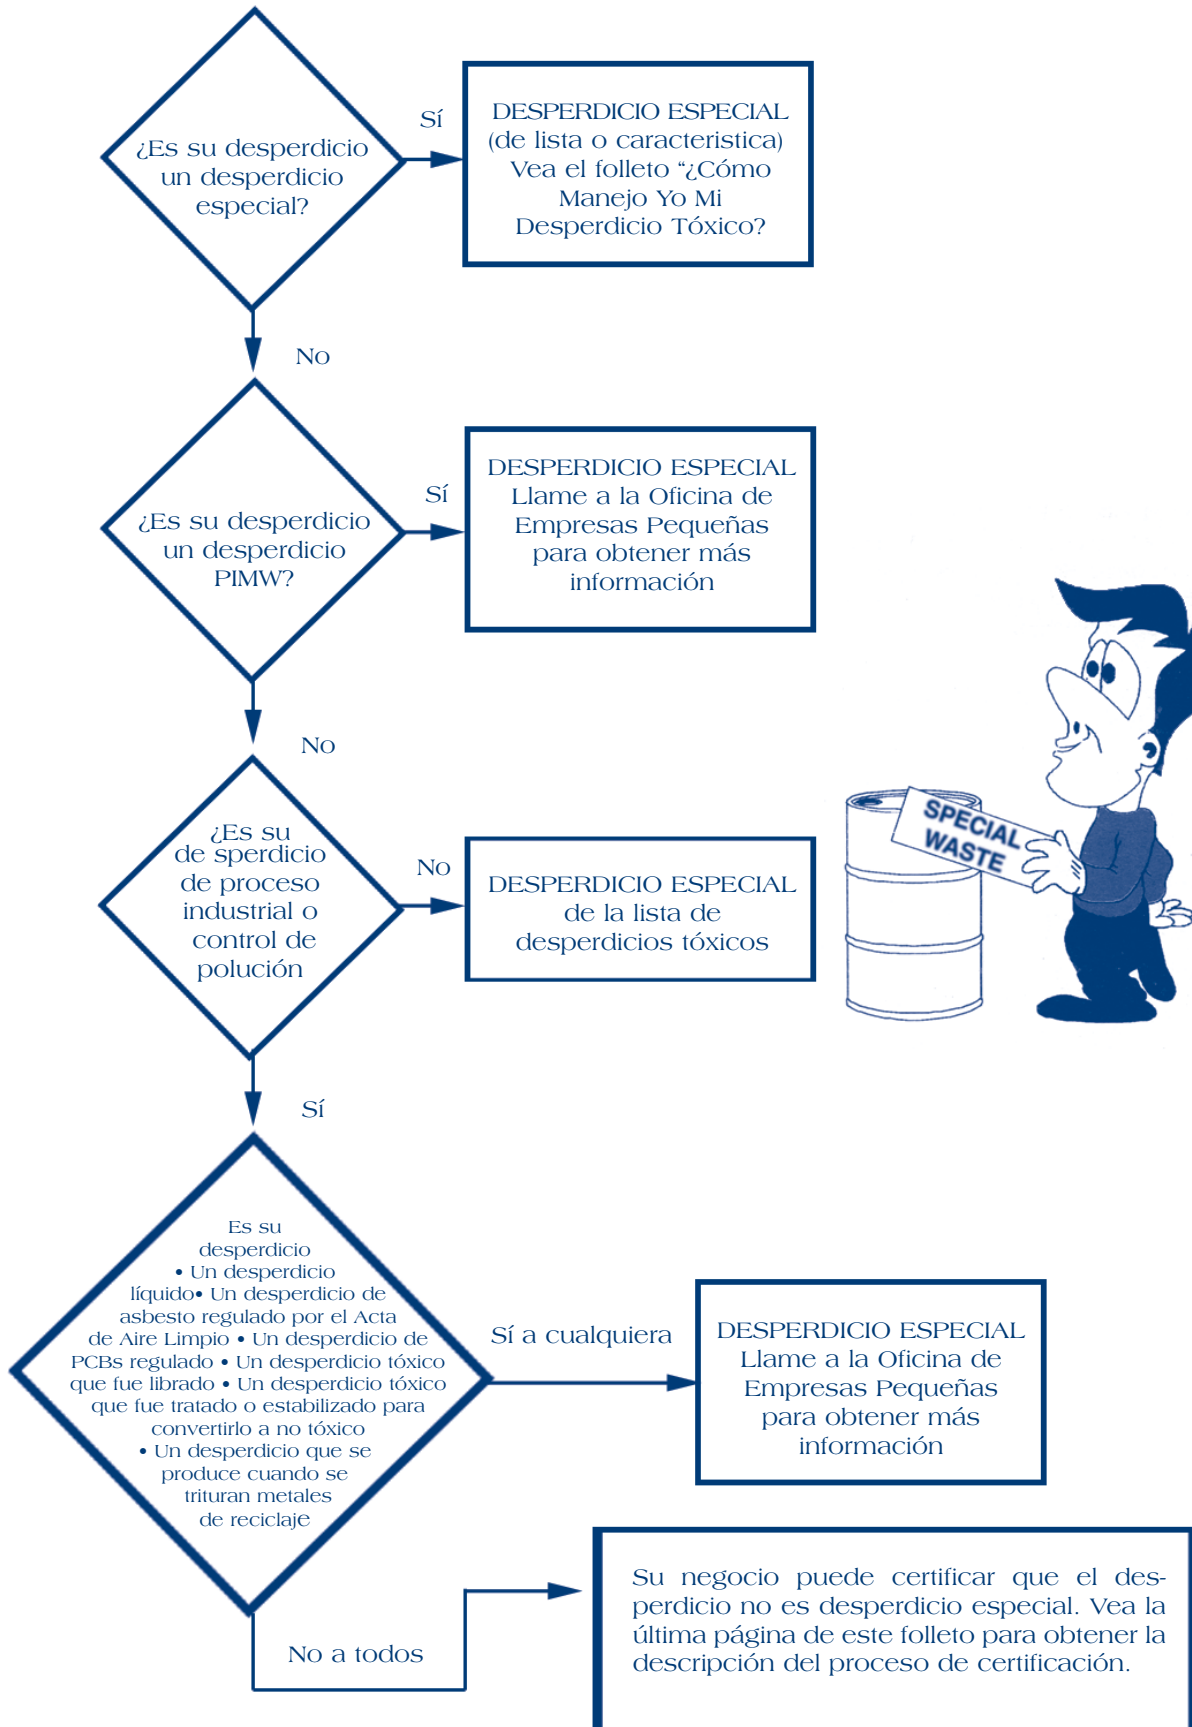 ¿Es su desperdicio
un desperdicio
especial?
Sí
DESPERDICIO ESPECIAL
(de lista o caracteristica)
Vea el folleto “¿Cómo
Manejo Yo Mi
Desperdicio Tóxico?
No
¿Es su desperdicio
un desperdicio
PIMW?
Sí
DESPERDICIO ESPECIAL
Llame a la Oficina de
Empresas Pequeñas
para obtener más
información
No
¿Es su
de sperdicio
de proceso
industrial o
control de
polución
No
DESPERDICIO ESPECIAL
de la lista de
desperdicios tóxicos
SPECIAL
WASTE
Sí
Es su
desperdicio
• Un desperdicio
líquido• Un desperdicio de
asbesto regulado por el Acta
de Aire Limpio • Un desperdicio de
PCBs regulado • Un desperdicio tóxico
que fue librado • Un desperdicio tóxico
que fue tratado o estabilizado para
convertirlo a no tóxico
• Un desperdicio que se
produce cuando se
trituran metales
de reciclaje
Sí a cualquiera
DESPERDICIO ESPECIAL
Llame a la Oficina de
Empresas Pequeñas
para obtener más
información
No a todos
Su negocio puede certificar que el des-
perdicio no es desperdicio especial. Vea la
última página de este folleto para obtener la
descripción del proceso de certificación.